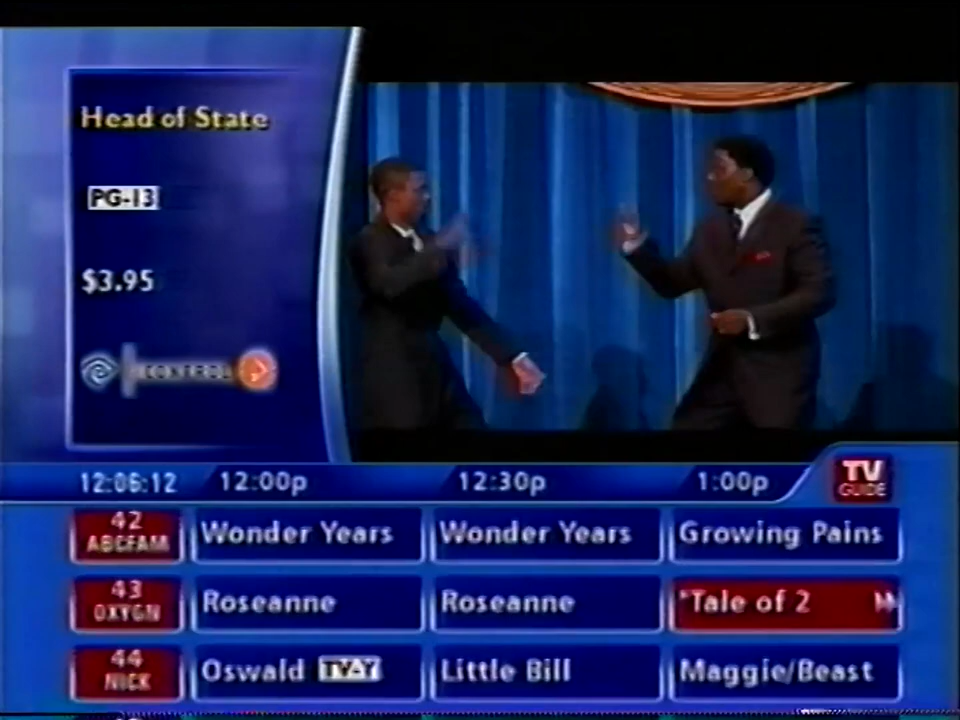 Head of State
PG-13
$3.95
CONTROL
12:06:12 12:00p 12:30p 1:00p
TV
GUIDE
42
ABCFAM Wonder Years Wonder Years Growing Pains
43
OXYGN Roseanne Roseanne "Tale of 2
44
NICK Oswald TV-Y Little Bill Maggie/Beast